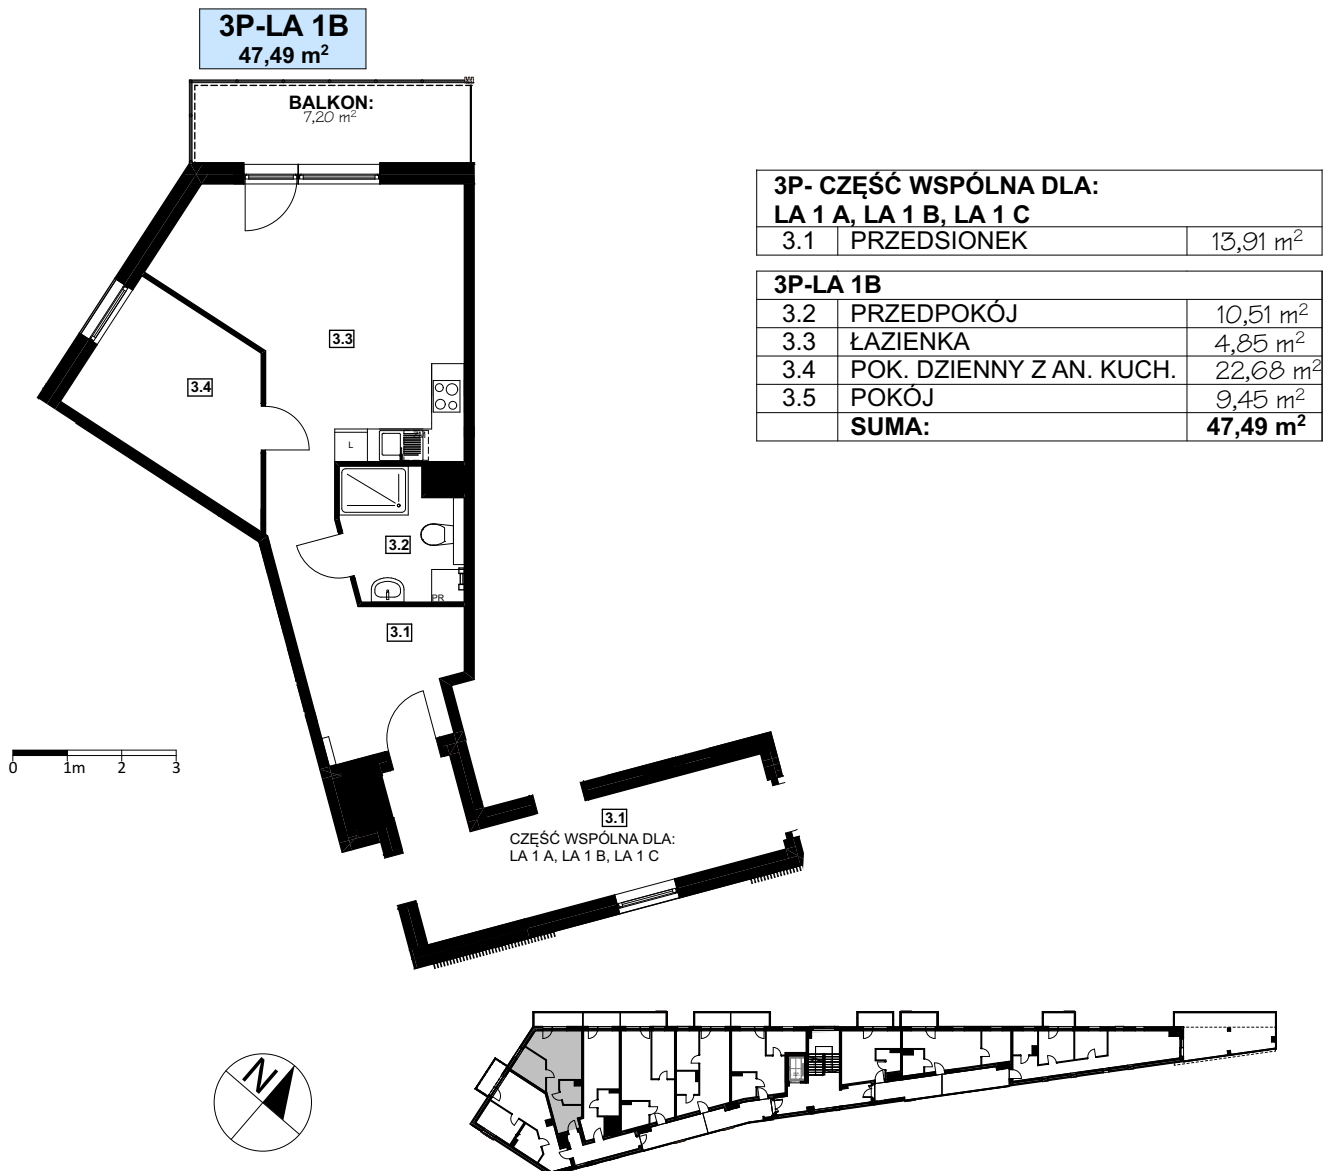 3P-LA 1B
47,49 m²
BALKON:
7,20 m²
3P- CZĘŚĆ WSPÓLNA DLA:
LA 1 A, LA 1 B, LA 1 C
3.1 PRZEDSIONEK 13,91 m²
3P-LA 1B
3.2 PRZEDPOKÓJ 10,51 m²
3.3 ŁAZIENKA 4,85 m²
3.4 POK. DZIENNY Z AN. KUCH. 22,68 m²
3.5 POKÓJ 9,45 m²
SUMA: 47,49 m²
3.3
3.4
L
3.2
PR
3.1
0 1m 2 3
3.1
CZĘŚĆ WSPÓLNA DLA:
LA 1 A, LA 1 B, LA 1 C
N